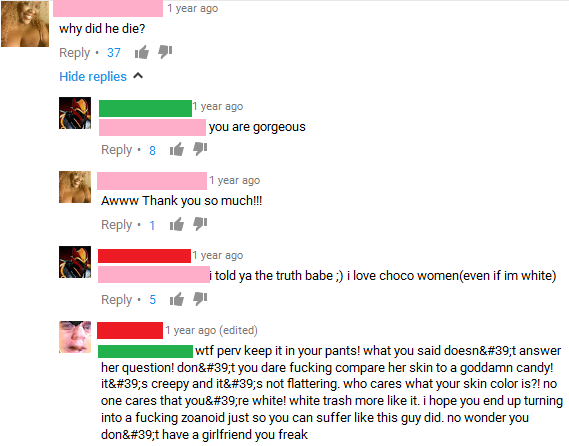 1 year ago
why did he die?
Reply • 37
Hide replies
1 year ago
you are gorgeous
Reply • 8
1 year ago
Awww Thank you so much!!!
Reply • 1
1 year ago
i told ya the truth babe ;) i love choco women(even if im white)
Reply • 5
1 year ago (edited)
wtf perv keep it in your pants! what you said doesn&#39;t answer
her question! don&#39;t you dare fucking compare her skin to a goddamn candy!
it&#39;s creepy and it&#39;s not flattering. who cares what your skin color is?! no
one cares that you&#39;re white! white trash more like it. i hope you end up turning
into a fucking zoanoid just so you can suffer like this guy did. no wonder you
don&#39;t have a girlfriend you freak